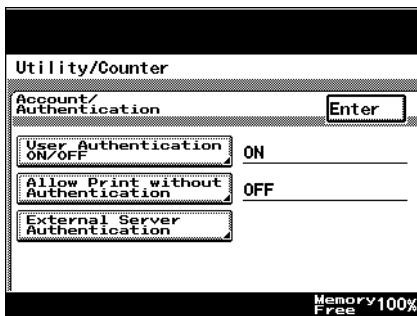 Utility/Counter
Account/
Authentication
Enter
User Authentication
ON/OFF
ON
Allow Print without
Authentication
OFF
External Server
Authentication
Memory
Free 100%